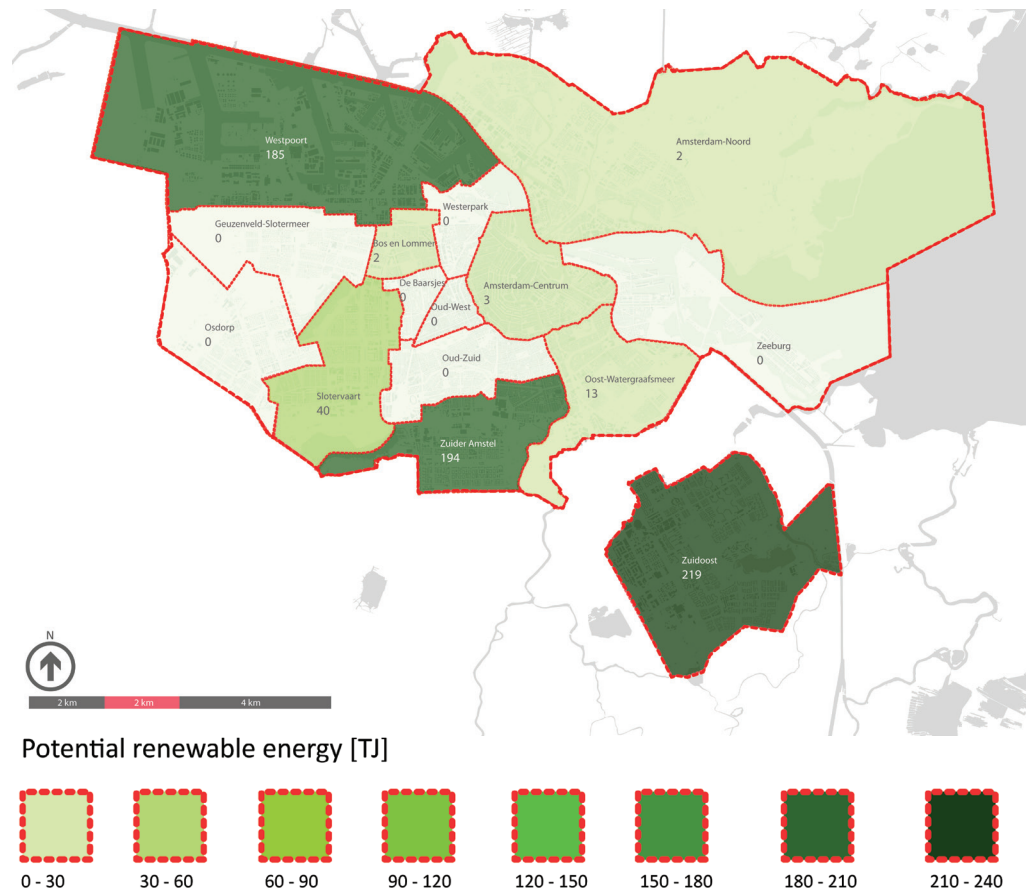 Westpoort
185
Amsterdam-Noord
2
Westerpark
0
Geuzenveld-Slotermeer
0
Bos en Lommer
2
De Baarsjes
0
Amsterdam-Centrum
3
Oud-West
0
Osdorp
0
Zeeburg
0
Oud-Zuid
0
Oost-Watergraafsmeer
13
Slotervaart
40
Zuider Amstel
194
Zuidoost
219
N
2 km 2 km 4 km
Potential renewable energy [TJ]
0 - 30 30 - 60 60 - 90 90 - 120 120 - 150 150 - 180 180 - 210 210 - 240